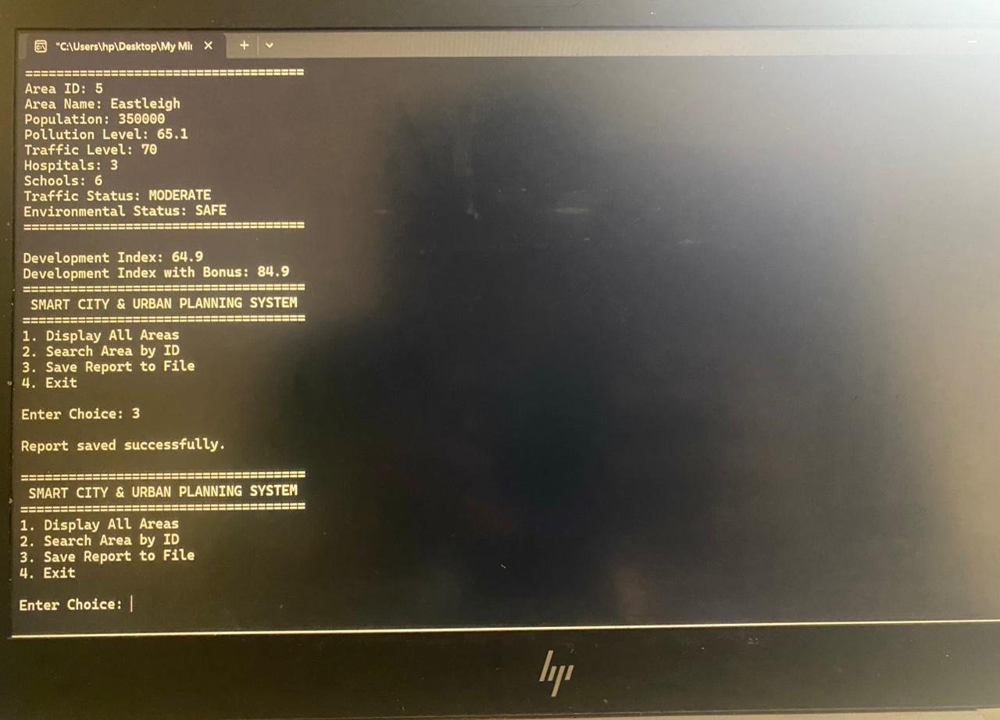 "C:\Users\hp\Desktop\My Mi
==================================== 
Area ID: 5
Area Name: Eastleigh
Population: 350000
Pollution Level: 65.1
Traffic Level: 70
Hospitals: 3
Schools: 6
Traffic Status: MODERATE
Environmental Status: SAFE
====================================
Development Index: 64.9
Development Index with Bonus: 84.9
====================================
SMART CITY & URBAN PLANNING SYSTEM
====================================
1. Display All Areas
2. Search Area by ID
3. Save Report to File
4. Exit
Enter Choice: 3
Report saved successfully.
====================================
SMART CITY & URBAN PLANNING SYSTEM
====================================
1. Display All Areas
2. Search Area by ID
3. Save Report to File
4. Exit
Enter Choice:
hp